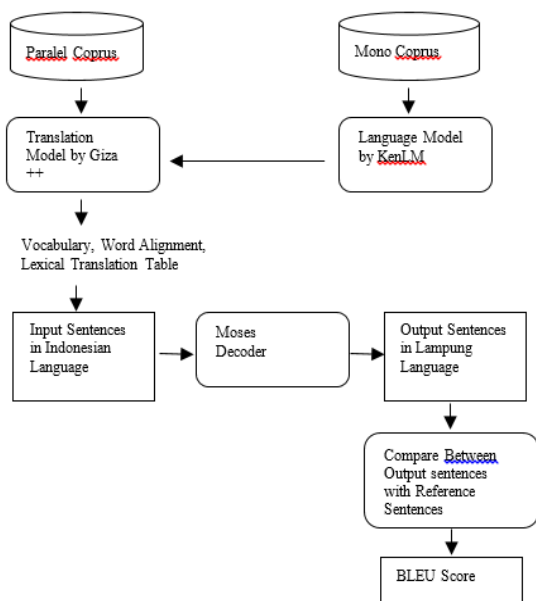 Paralel Coprus
Mono Coprus
Translation
Model by Giza
++
Language Model
by KenLM
Vocabulary, Word Alignment,
Lexical Translation Table
Input Sentences
in Indonesian
Language
Moses
Decoder
Output Sentences
in Lampung
Language
Compare Between
Output sentences
with Reference
Sentences
BLEU Score